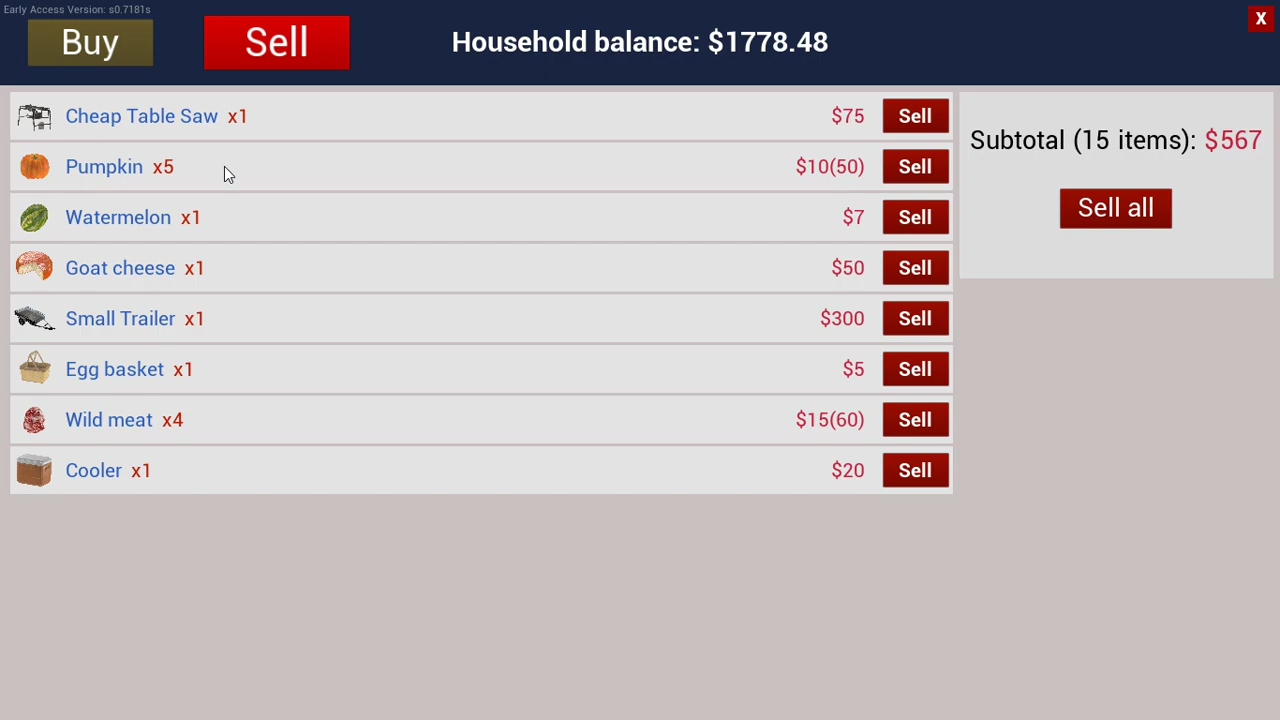 Early Access Version: s0.7181s
Buy
Sell
Household balance: $1778.48
X
Cheap Table Saw x1 $75 Sell
Pumpkin x5 $10(50) Sell
Watermelon x1 $7 Sell
Goat cheese x1 $50 Sell
Small Trailer x1 $300 Sell
Egg basket x1 $5 Sell
Wild meat x4 $15(60) Sell
Cooler x1 $20 Sell
Subtotal (15 items): $567
Sell all